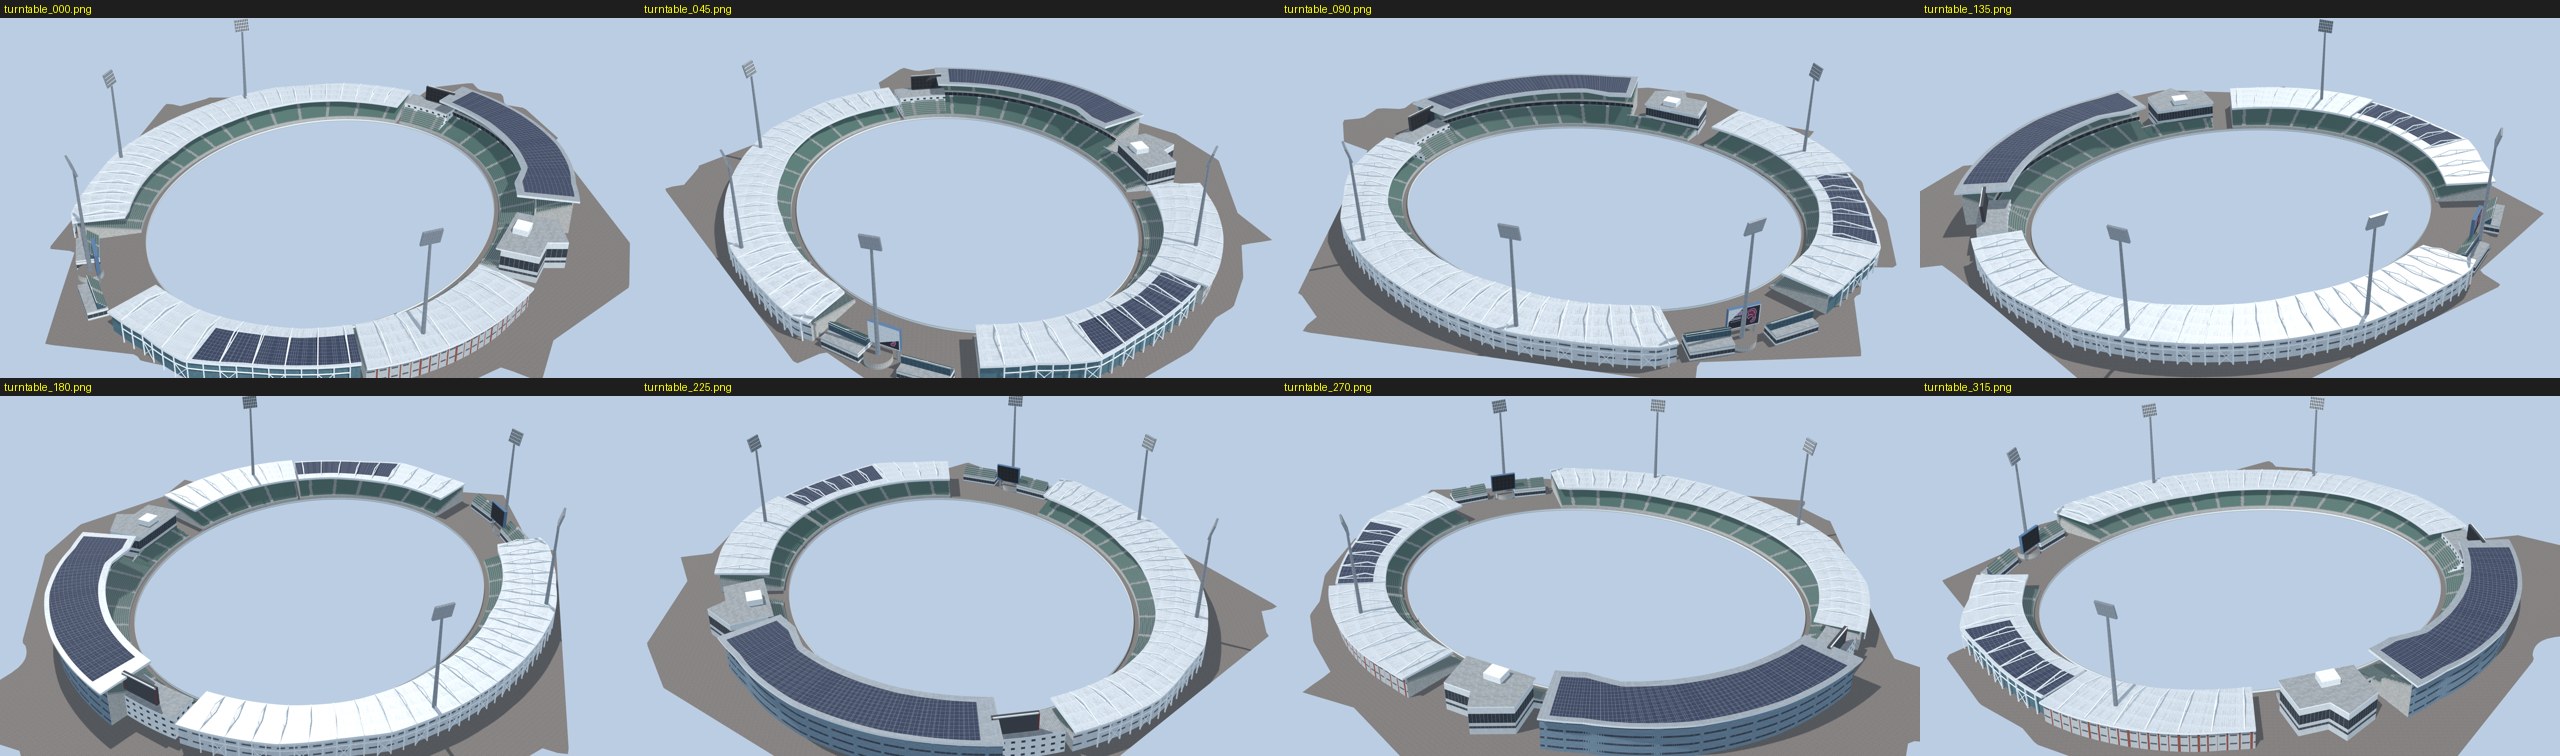 turntable_000.png
turntable_045.png
turntable_090.png
turntable_135.png
turntable_180.png
turntable_225.png
turntable_270.png
turntable_315.png